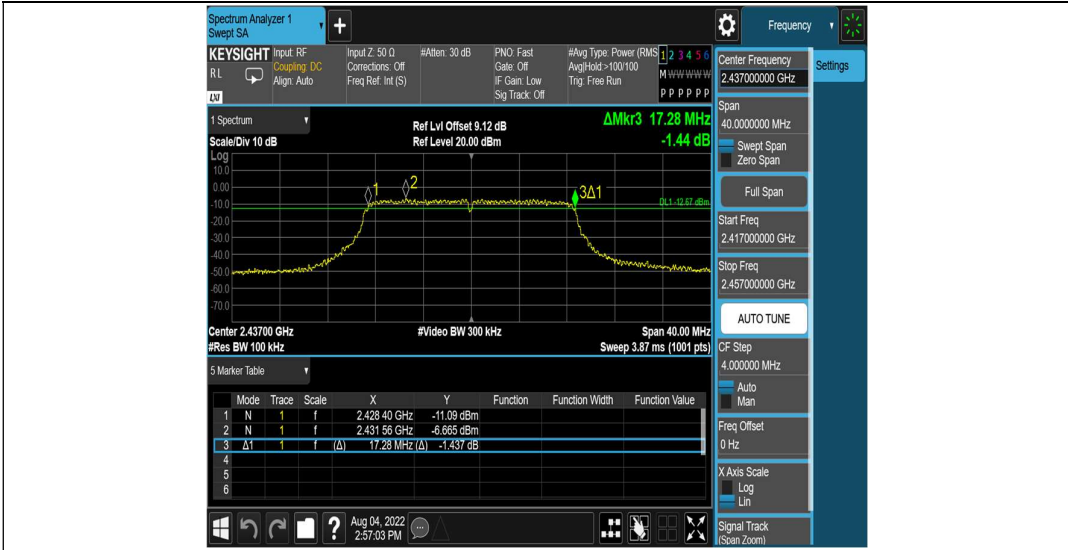 Spectrum Analyzer 1
Swept SA
+
Frequency
KEYSIGHT
RL
LXI
Input: RF
Coupling: DC
Align: Auto
Input Z: 50 Ω
Corrections: Off
Freq Ref: Int (S)
#Atten: 30 dB
PNO: Fast
Gate: Off
IF Gain: Low
Sig Track: Off
#Avg Type: Power (RMS
Avg|Hold:>100/100
Trig: Free Run
1 2 3 4 5 6
M W W W W W
P P P P P P
Settings
Center Frequency
2.437000000 GHz
Span
40.0000000 MHz
Swept Span
Zero Span
Full Span
Start Freq
2.417000000 GHz
Stop Freq
2.457000000 GHz
AUTO TUNE
CF Step
4.000000 MHz
Auto
Man
Freq Offset
0 Hz
X Axis Scale
Log
Lin
Signal Track
(Span Zoom)
1 Spectrum
Scale/Div 10 dB
Ref Lvl Offset 9.12 dB
Ref Level 20.00 dBm
ΔMkr3 17.28 MHz
-1.44 dB
Log
10.0
0.00
-10.0
-20.0
-30.0
-40.0
-50.0
-60.0
-70.0
1
2
3Δ1
DL1 -12.67 dBm
Center 2.43700 GHz
#Video BW 300 kHz
Span 40.00 MHz
#Res BW 100 kHz
Sweep 3.87 ms (1001 pts)
5 Marker Table
Mode Trace Scale X Y Function Function Width Function Value
1 N 1 f 2.428 40 GHz -11.09 dBm
2 N 1 f 2.431 56 GHz -6.665 dBm
3 Δ1 1 f (Δ) 17.28 MHz (Δ) -1.437 dB
4
5
6
?
Aug 04, 2022
2:57:03 PM